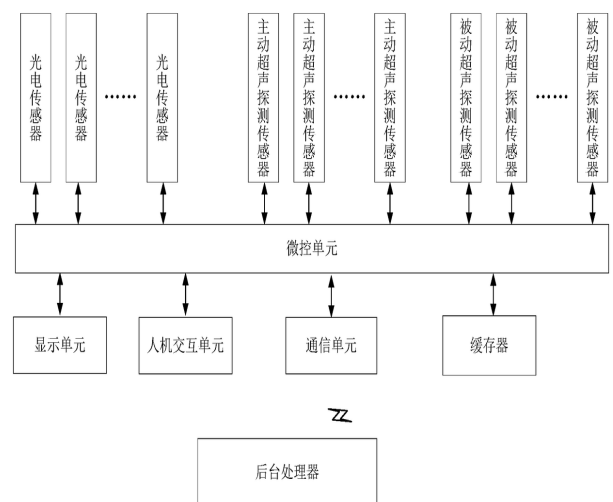 光电传感器
光电传感器
……
光电传感器
主动超声探测传感器
主动超声探测传感器
……
主动超声探测传感器
被动超声探测传感器
被动超声探测传感器
……
被动超声探测传感器
微控单元
显示单元
人机交互单元
通信单元
缓存器
后台处理器